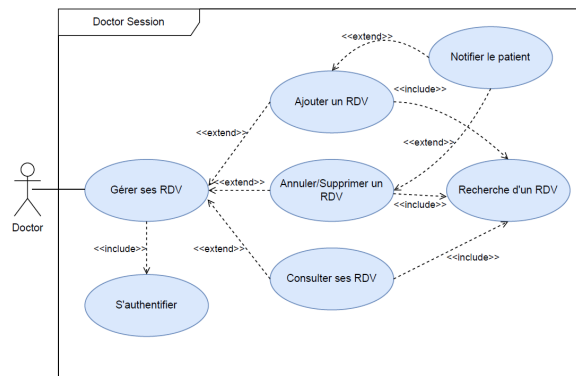 Doctor Session
<<extend>>
Notifier le patient
Ajouter un RDV
<<include>>
<<extend>>
<<extend>>
Gérer ses RDV
<<extend>>
Annuler/Supprimer un
RDV
<<include>>
Recherche d'un RDV
Doctor
<<include>>
<<extend>>
Consulter ses RDV
<<include>>
S'authentifier